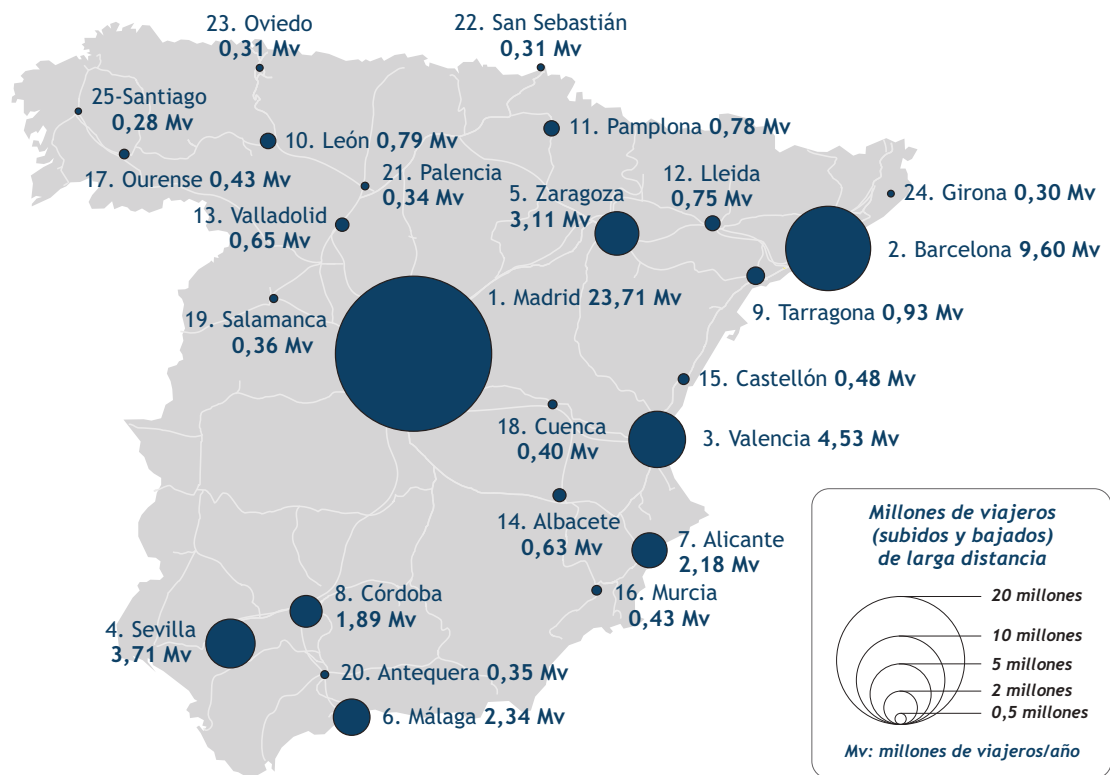 23. Oviedo
0,31 Mv
22. San Sebastián
0,31 Mv
25-Santiago
0,28 Mv
10. León 0,79 Mv
11. Pamplona 0,78 Mv
17. Ourense 0,43 Mv
21. Palencia
0,34 Mv
5. Zaragoza
3,11 Mv
12. Lleida
0,75 Mv
24. Girona 0,30 Mv
13. Valladolid
0,65 Mv
2. Barcelona 9,60 Mv
1. Madrid 23,71 Mv
9. Tarragona 0,93 Mv
19. Salamanca
0,36 Mv
15. Castellón 0,48 Mv
18. Cuenca
0,40 Mv
3. Valencia 4,53 Mv
14. Albacete
0,63 Mv
7. Alicante
2,18 Mv
8. Córdoba
1,89 Mv
16. Murcia
0,43 Mv
4. Sevilla
3,71 Mv
20. Antequera 0,35 Mv
6. Málaga 2,34 Mv
Millones de viajeros
(subidos y bajados)
de larga distancia
20 millones
10 millones
5 millones
2 millones
0,5 millones
Mv: millones de viajeros/año